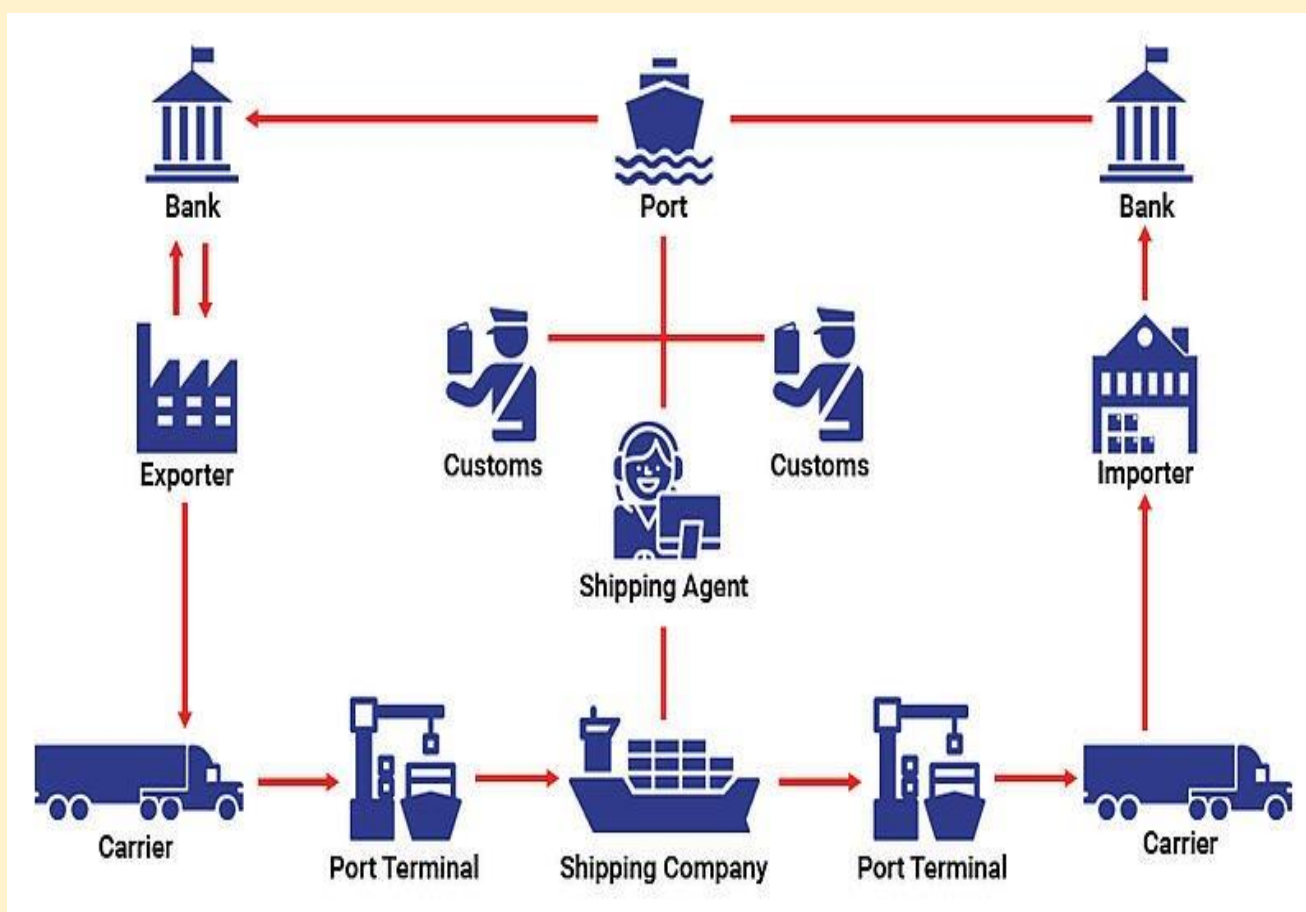 Bank
Port
Bank
Exporter
Customs
Customs
Importer
Shipping Agent
Carrier
Port Terminal
Shipping Company
Port Terminal
Carrier